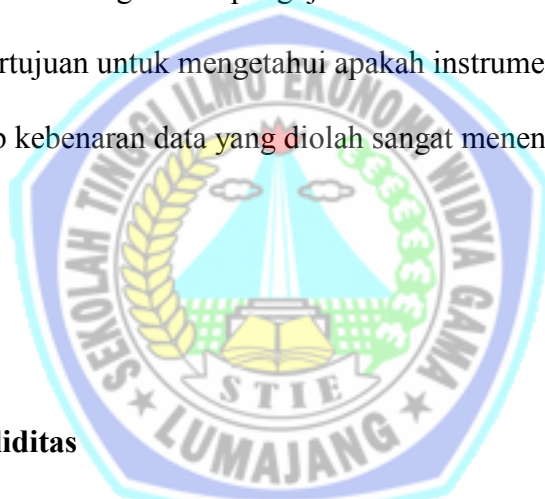 rtujuan untuk mengetahui apakah instrume
kebenaran data yang diolah sangat menen
SEKOLAH TINGGI ILMU EKONOMI WIDYA GAMA
STIE
LUMAJANG
liditas